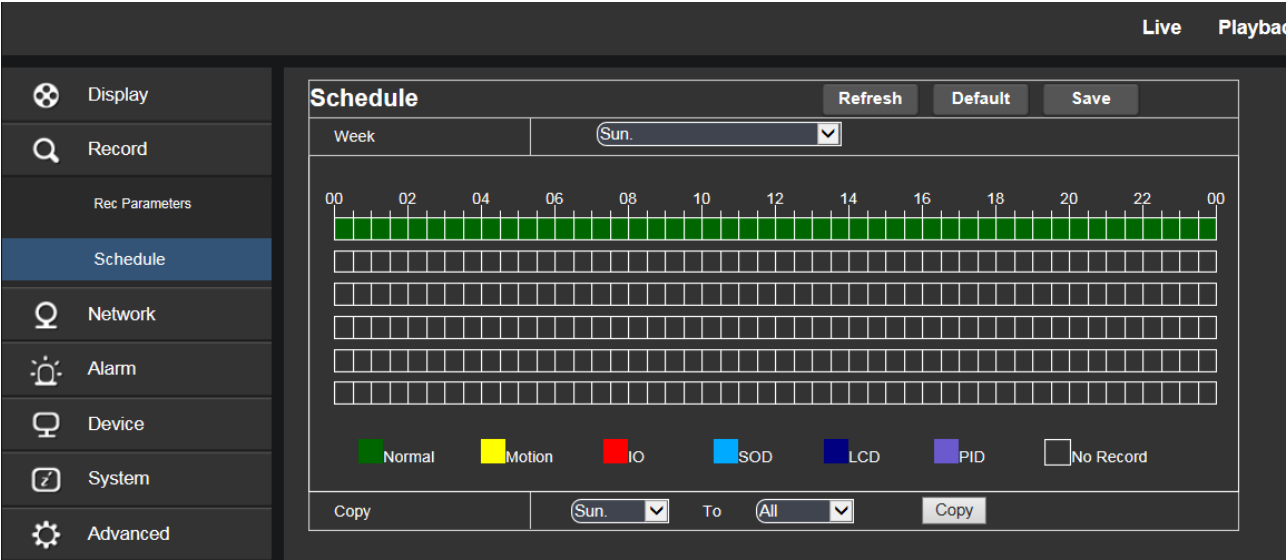 Live Playbac
Display
Record
Rec Parameters
Schedule
Network
Alarm
Device
System
Advanced
Schedule Refresh Default Save
Week Sun.
00 02 04 06 08 10 12 14 16 18 20 22 00
Normal Motion IO SOD LCD PID No Record
Copy Sun. To All Copy